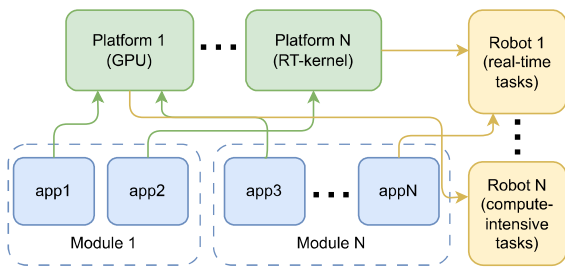 Platform 1
(GPU)
Platform N
(RT-kernel)
Robot 1
(real-time
tasks)
app1
app2
app3
appN
Module 1
Module N
Robot N
(compute-
intensive
tasks)